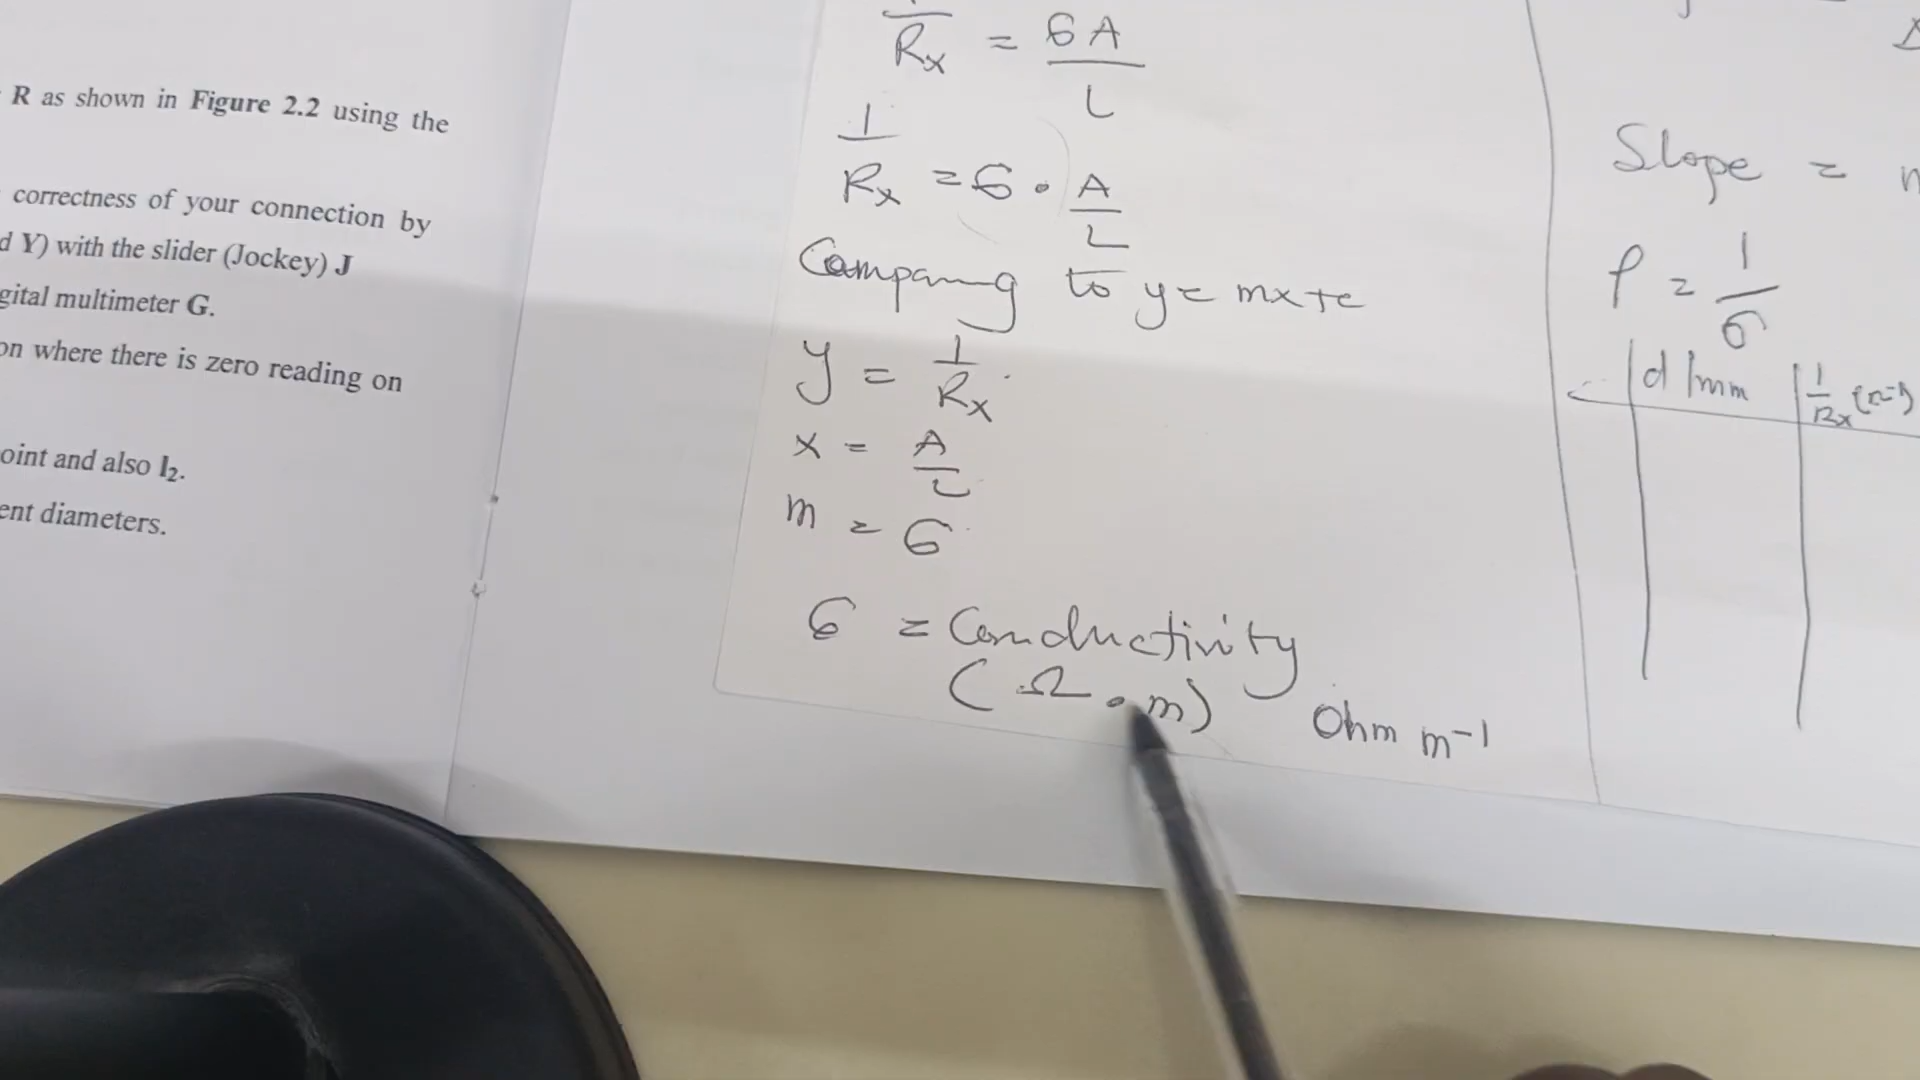 R as shown in Figure 2.2 using the
correctness of your connection by
d Y) with the slider (Jockey) J
gital multimeter G.
on where there is zero reading on
oint and also l₂.
ent diameters.
Rx = 6A
L
1
Rx = 6 . A
L
Comparing to y = mx+c
y = 1
Rx
x = A
L
m = 6
6 = Conductivity
(Ω . m) Ohm m⁻¹
Slope =
ρ = 1
σ
d/mm 1
Rx (Ω⁻¹)